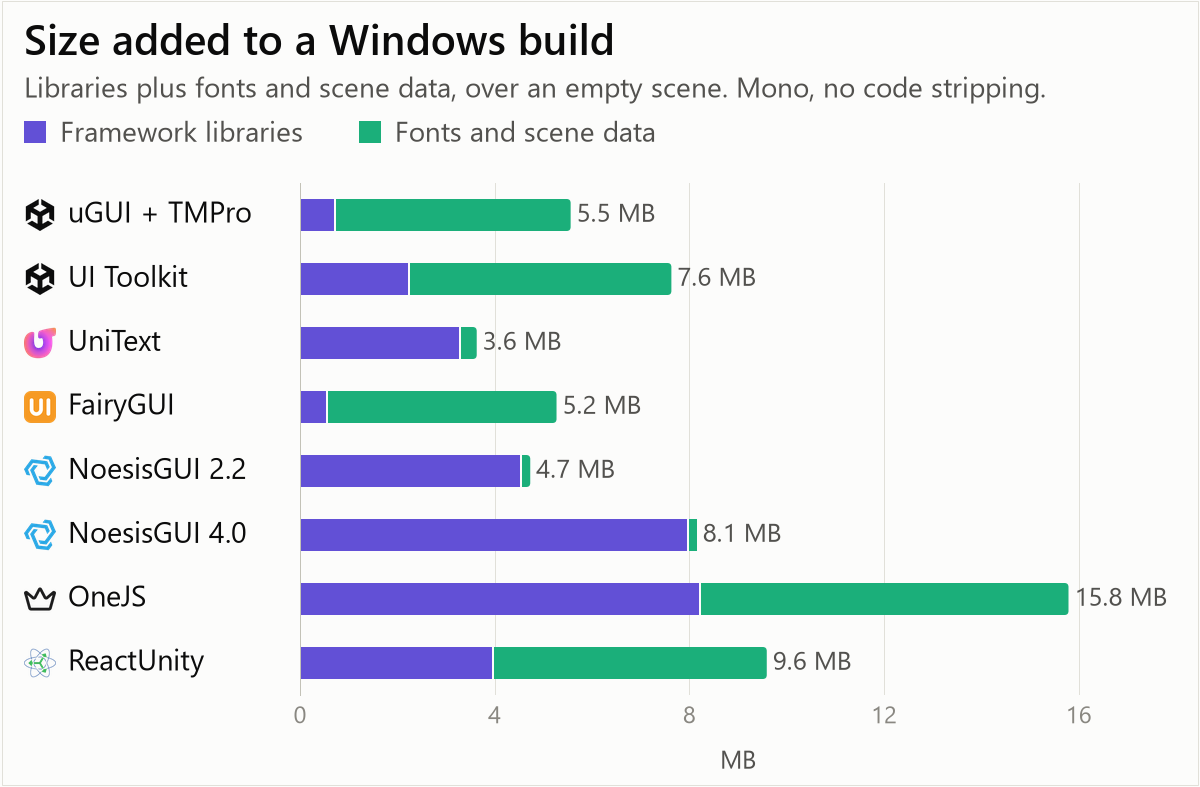 Size added to a Windows build
Libraries plus fonts and scene data, over an empty scene. Mono, no code stripping.
Framework libraries Fonts and scene data
uGUI + TMPro 5.5 MB
UI Toolkit 7.6 MB
UniText 3.6 MB
UI FairyGUI 5.2 MB
NoesisGUI 2.2 4.7 MB
NoesisGUI 4.0 8.1 MB
OneJS 15.8 MB
ReactUnity 9.6 MB
0 4 8 12 16
MB